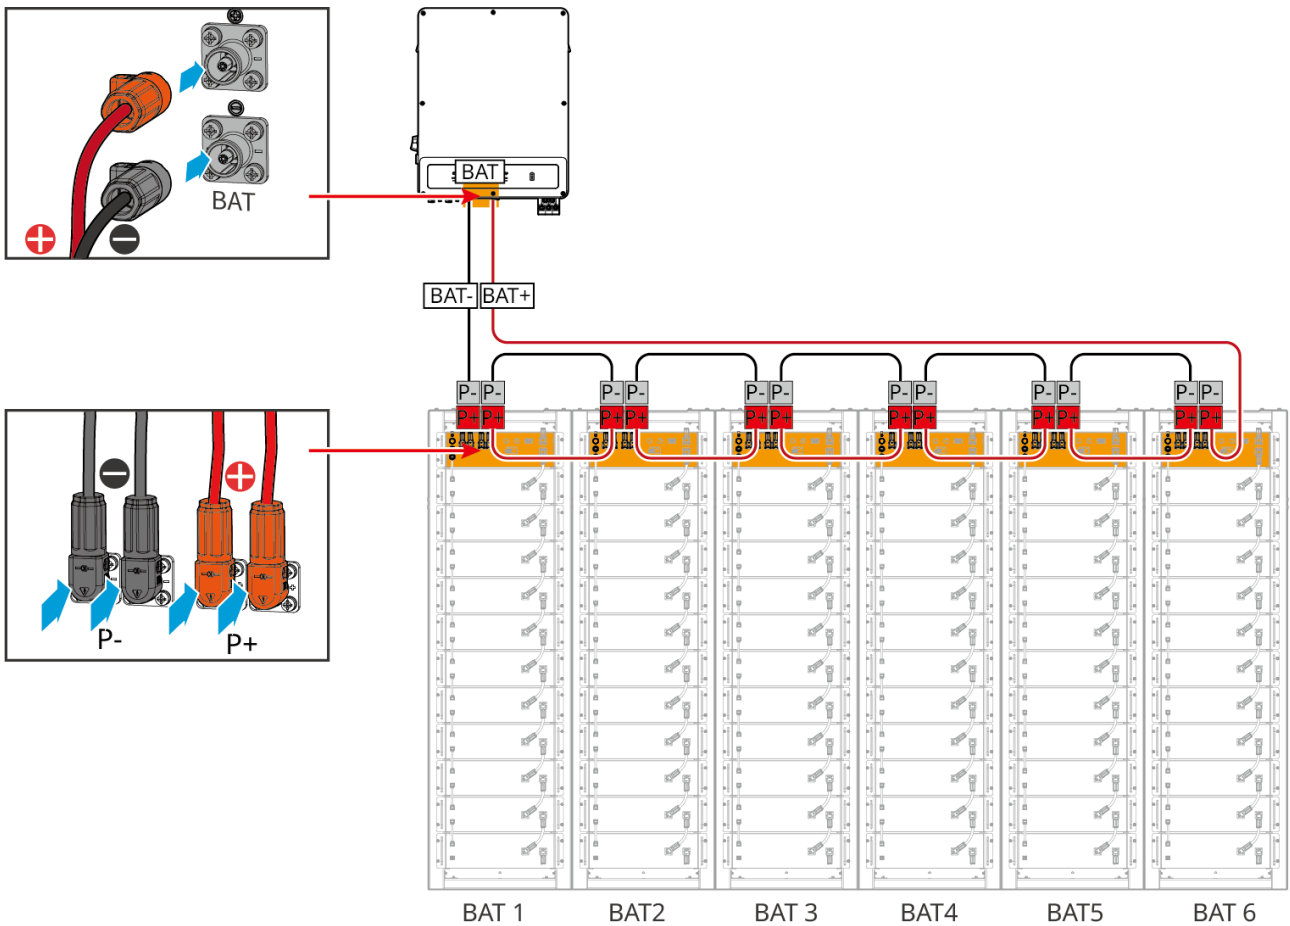 BAT
BAT
BAT- BAT+
P- P- P- P- P- P- P- P- P- P- P- P-
P+ P+ P+ P+ P+ P+ P+ P+ P+ P+ P+ P+
P- P+
BAT 1 BAT2 BAT 3 BAT4 BAT5 BAT 6